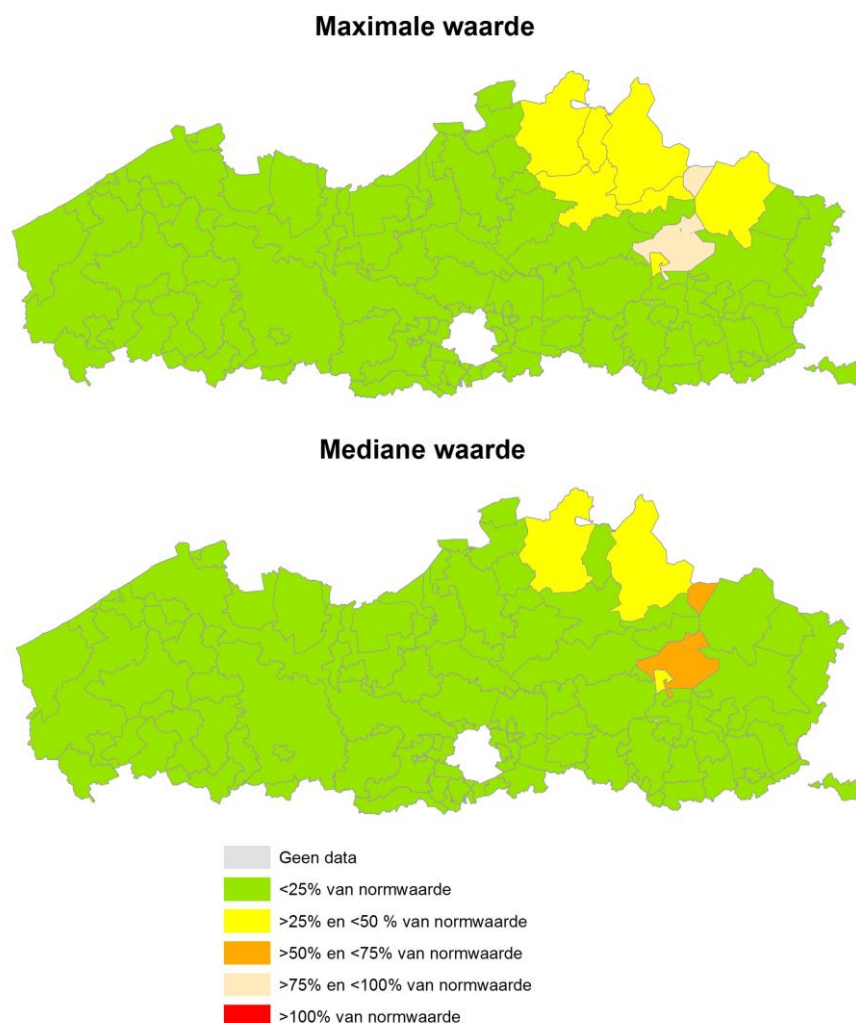 Maximale waarde
Mediane waarde
Geen data
<25% van normwaarde
>25% en <50 % van normwaarde
>50% en <75% van normwaarde
>75% en <100% van normwaarde
>100% van normwaarde